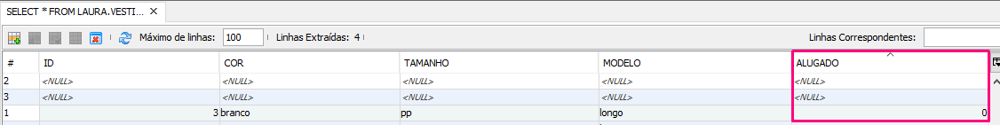 SELECT * FROM LAURA.VESTI... ×
Máximo de linhas: 100 Linhas Extraídas: 4 Linhas Correspondentes:
# ID COR TAMANHO MODELO ALUGADO
2 <NULL> <NULL> <NULL> <NULL> <NULL>
3 <NULL> <NULL> <NULL> <NULL> <NULL>
1 3 branco pp longo 0